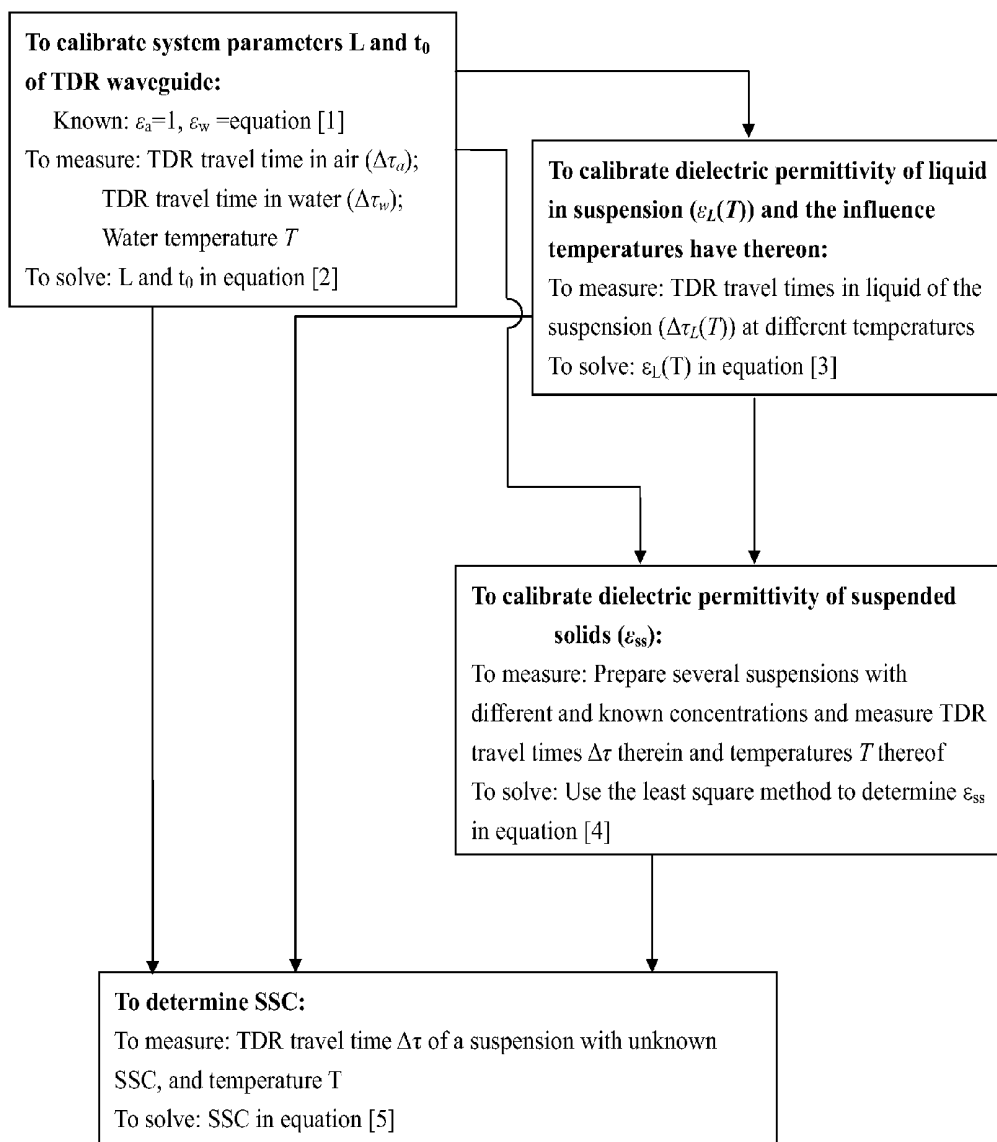 To calibrate system parameters L and t₀
of TDR waveguide:
Known: εa=1, εw =equation [1]
To measure: TDR travel time in air (Δτa);
TDR travel time in water (Δτw);
Water temperature T
To solve: L and t₀ in equation [2]
To calibrate dielectric permittivity of liquid
in suspension (εL(T)) and the influence
temperatures have thereon:
To measure: TDR travel times in liquid of the
suspension (ΔτL(T)) at different temperatures
To solve: εL(T) in equation [3]
To calibrate dielectric permittivity of suspended
solids (εss):
To measure: Prepare several suspensions with
different and known concentrations and measure TDR
travel times Δτ therein and temperatures T thereof
To solve: Use the least square method to determine εss
in equation [4]
To determine SSC:
To measure: TDR travel time Δτ of a suspension with unknown
SSC, and temperature T
To solve: SSC in equation [5]